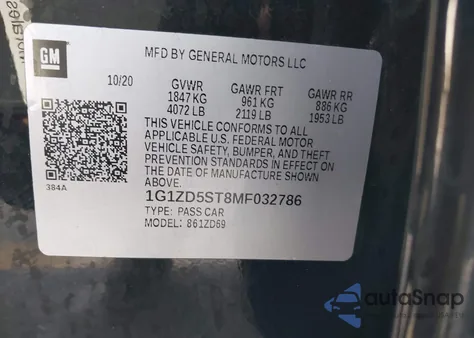 GM
MFD BY GENERAL MOTORS LLC
10/20 GVWR GAWR FRT GAWR RR
1847 KG 961 KG 886 KG
4072 LB 2119 LB 1953 LB
THIS VEHICLE CONFORMS TO ALL
APPLICABLE U.S. FEDERAL MOTOR
VEHICLE SAFETY, BUMPER, AND THEFT
PREVENTION STANDARDS IN EFFECT ON
THE DATE OF MANUFACTURE
SHOWN ABOVE.
384A
1G1ZD5ST8MF032786
TYPE: PASS CAR
MODEL: 861ZD69
autoSnap